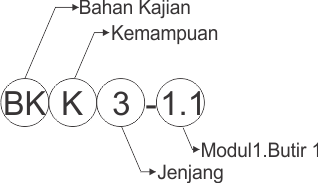 Bahan Kajian
Kemampuan
BK K 3-1.1
Modul1.Butir 1
Jenjang